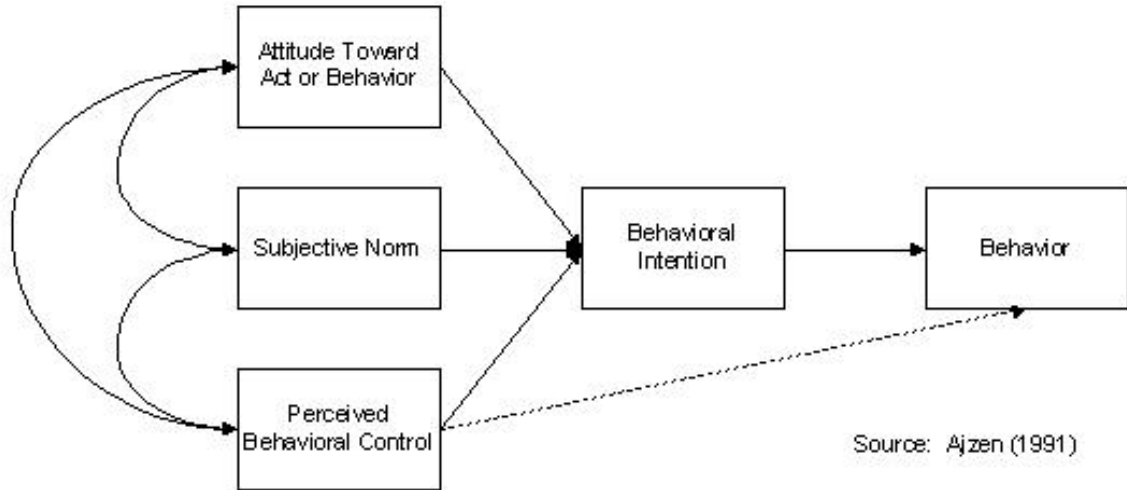 Attitude Toward
Act or Behavior
Subjective Norm
Behavioral
Intention
Behavior
Perceived
Behavioral Control
Source: Ajzen (1991)